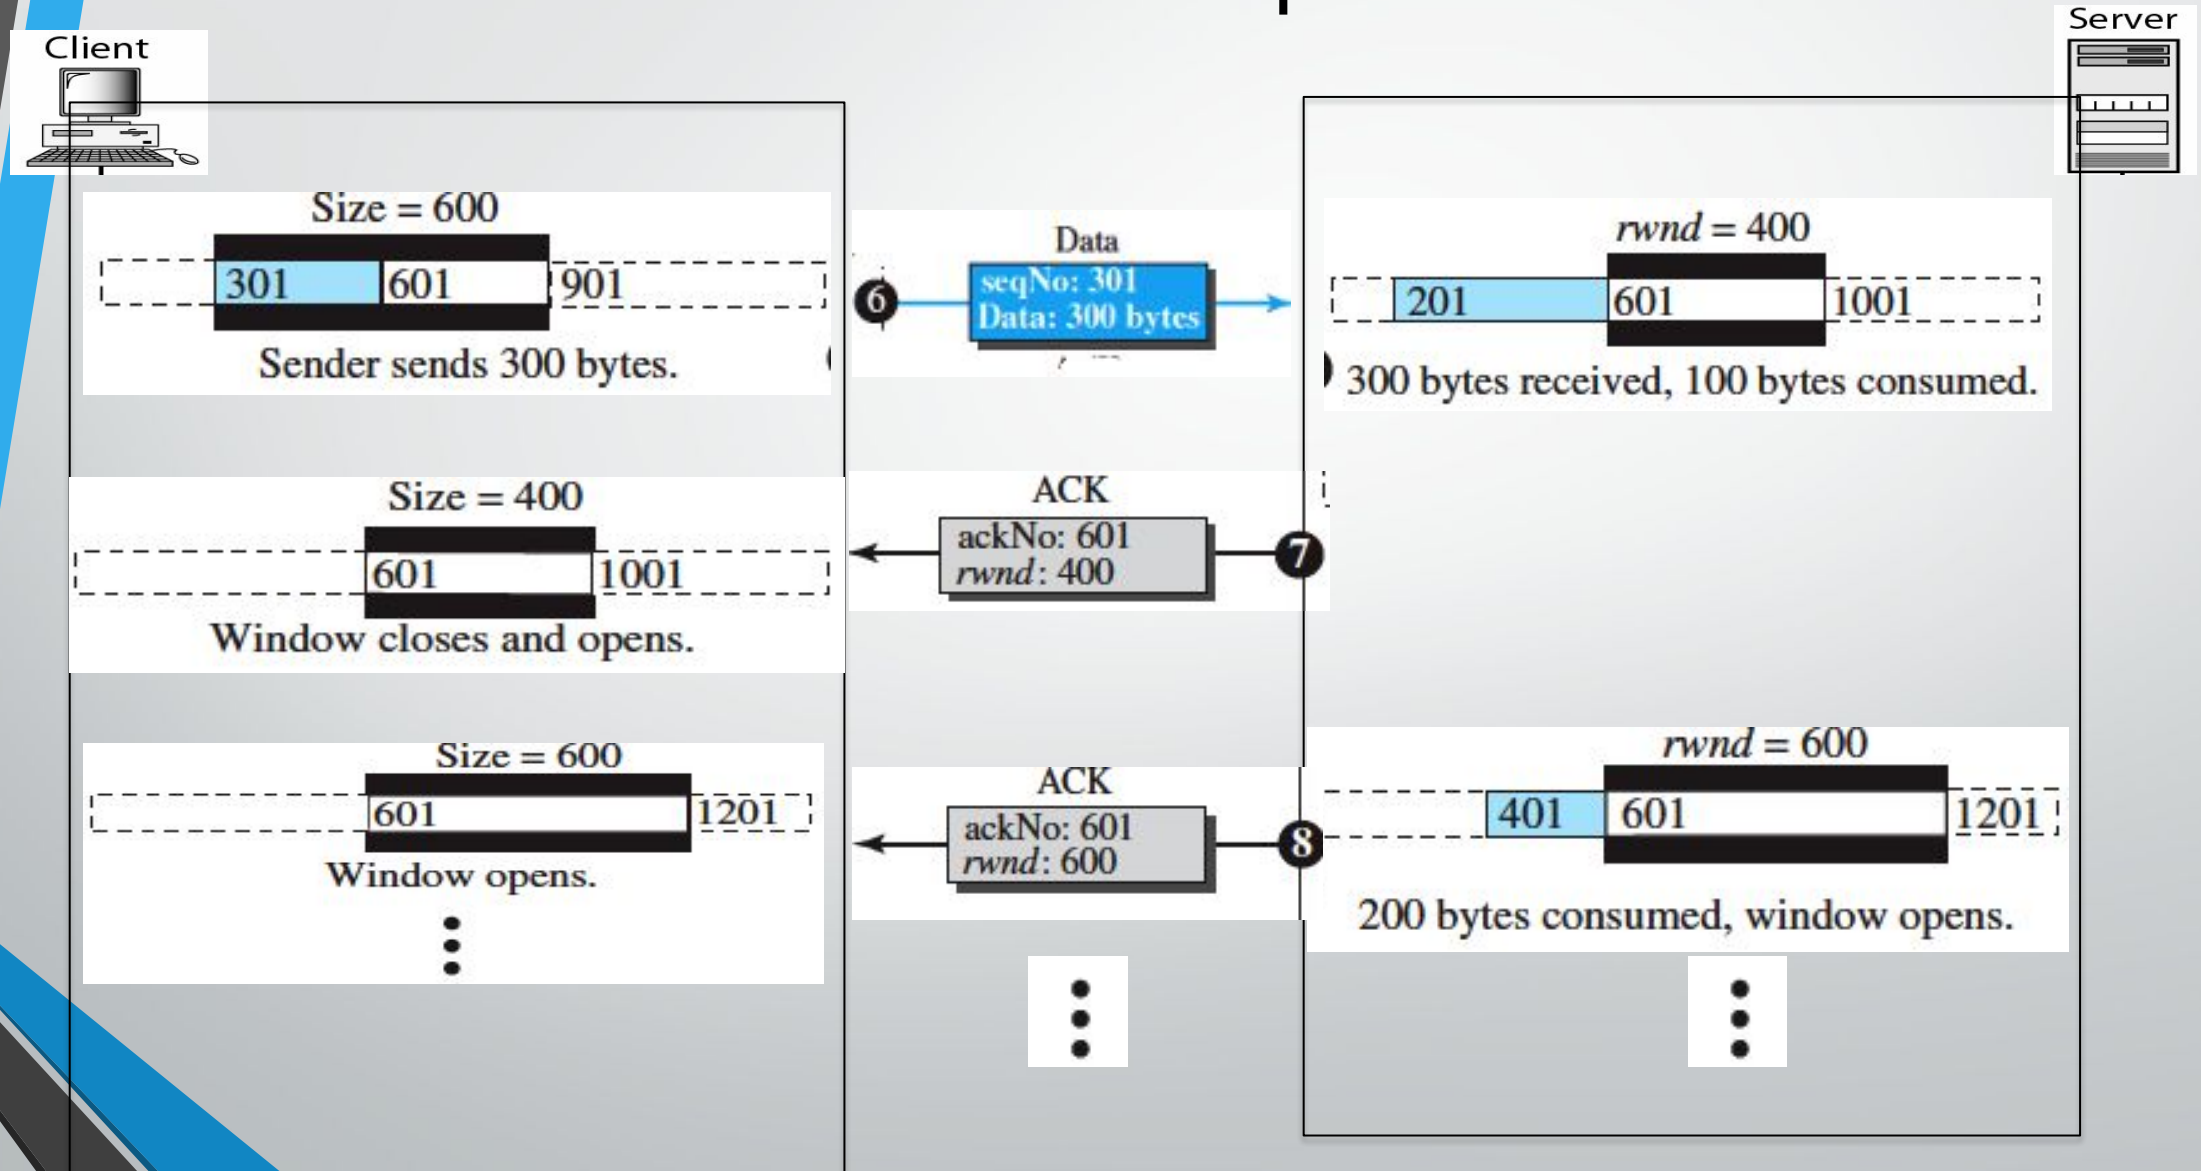 Client
Server
Size = 600
301 601 901
Sender sends 300 bytes.
6
Data
seqNo: 301
Data: 300 bytes
rwnd = 400
201 601 1001
300 bytes received, 100 bytes consumed.
Size = 400
601 1001
Window closes and opens.
ACK
ackNo: 601
rwnd: 400
7
Size = 600
601 1201
Window opens.
ACK
ackNo: 601
rwnd: 600
8
rwnd = 600
401 601 1201
200 bytes consumed, window opens.